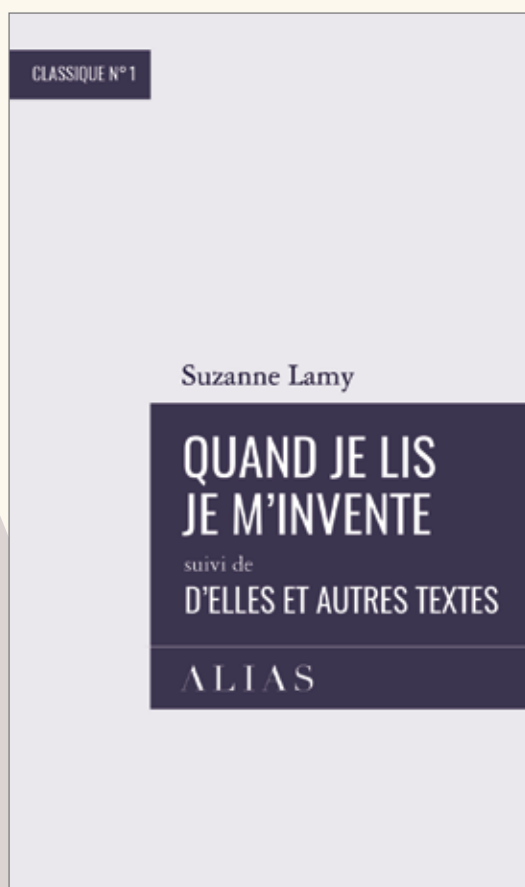 CLASSIQUE N° 1
Suzanne Lamy
QUAND JE LIS
JE M’INVENTE
suivi de
D’ELLES ET AUTRES TEXTES
ALIAS